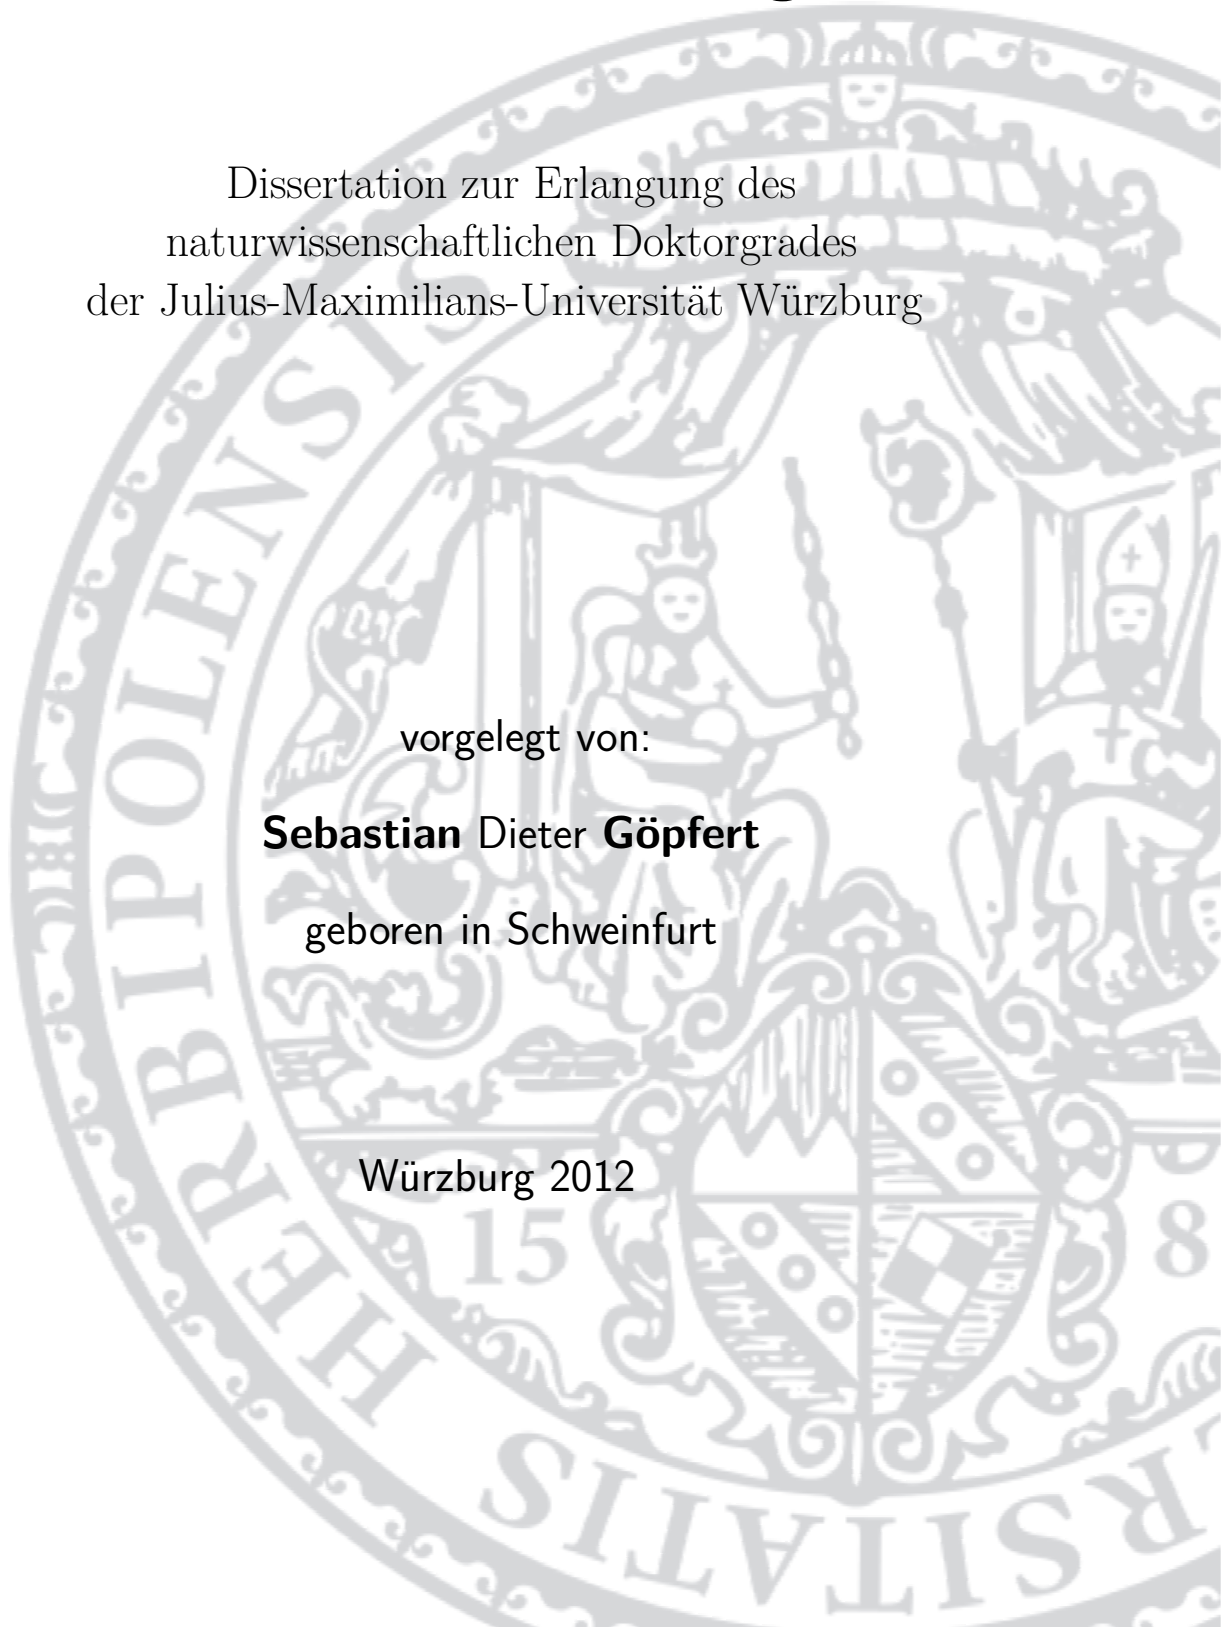 Dissertation zur Erlangung des
naturwissenschaftlichen Doktorgrades
der Julius-Maximilians-Universität Würzburg
vorgelegt von:
Sebastian Dieter Göpfert
geboren in Schweinfurt
Würzburg 2012
15 8
HERBIPOLENSIS
SITATIS